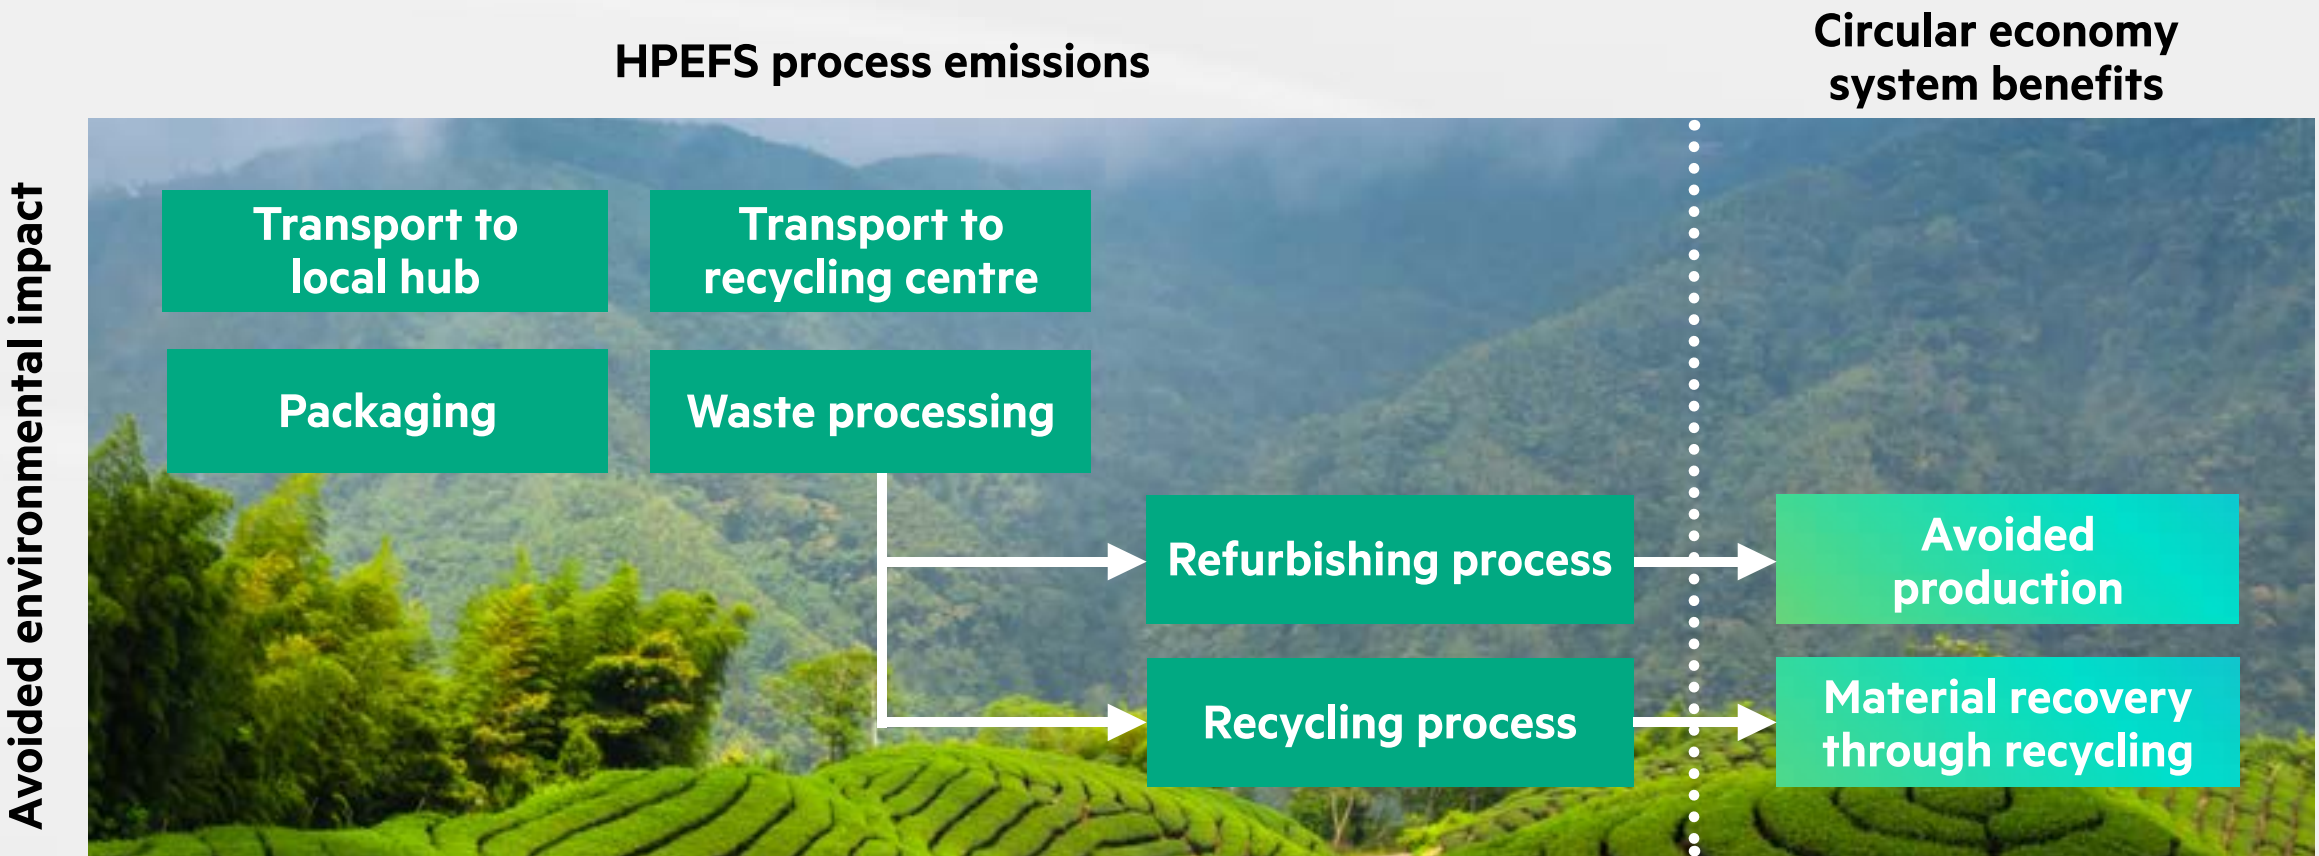 HPEFS process emissions
Circular economy
system benefits
Avoided environmental impact
Transport to
local hub
Transport to
recycling centre
Packaging
Waste processing
Refurbishing process
Avoided
production
Recycling process
Material recovery
through recycling